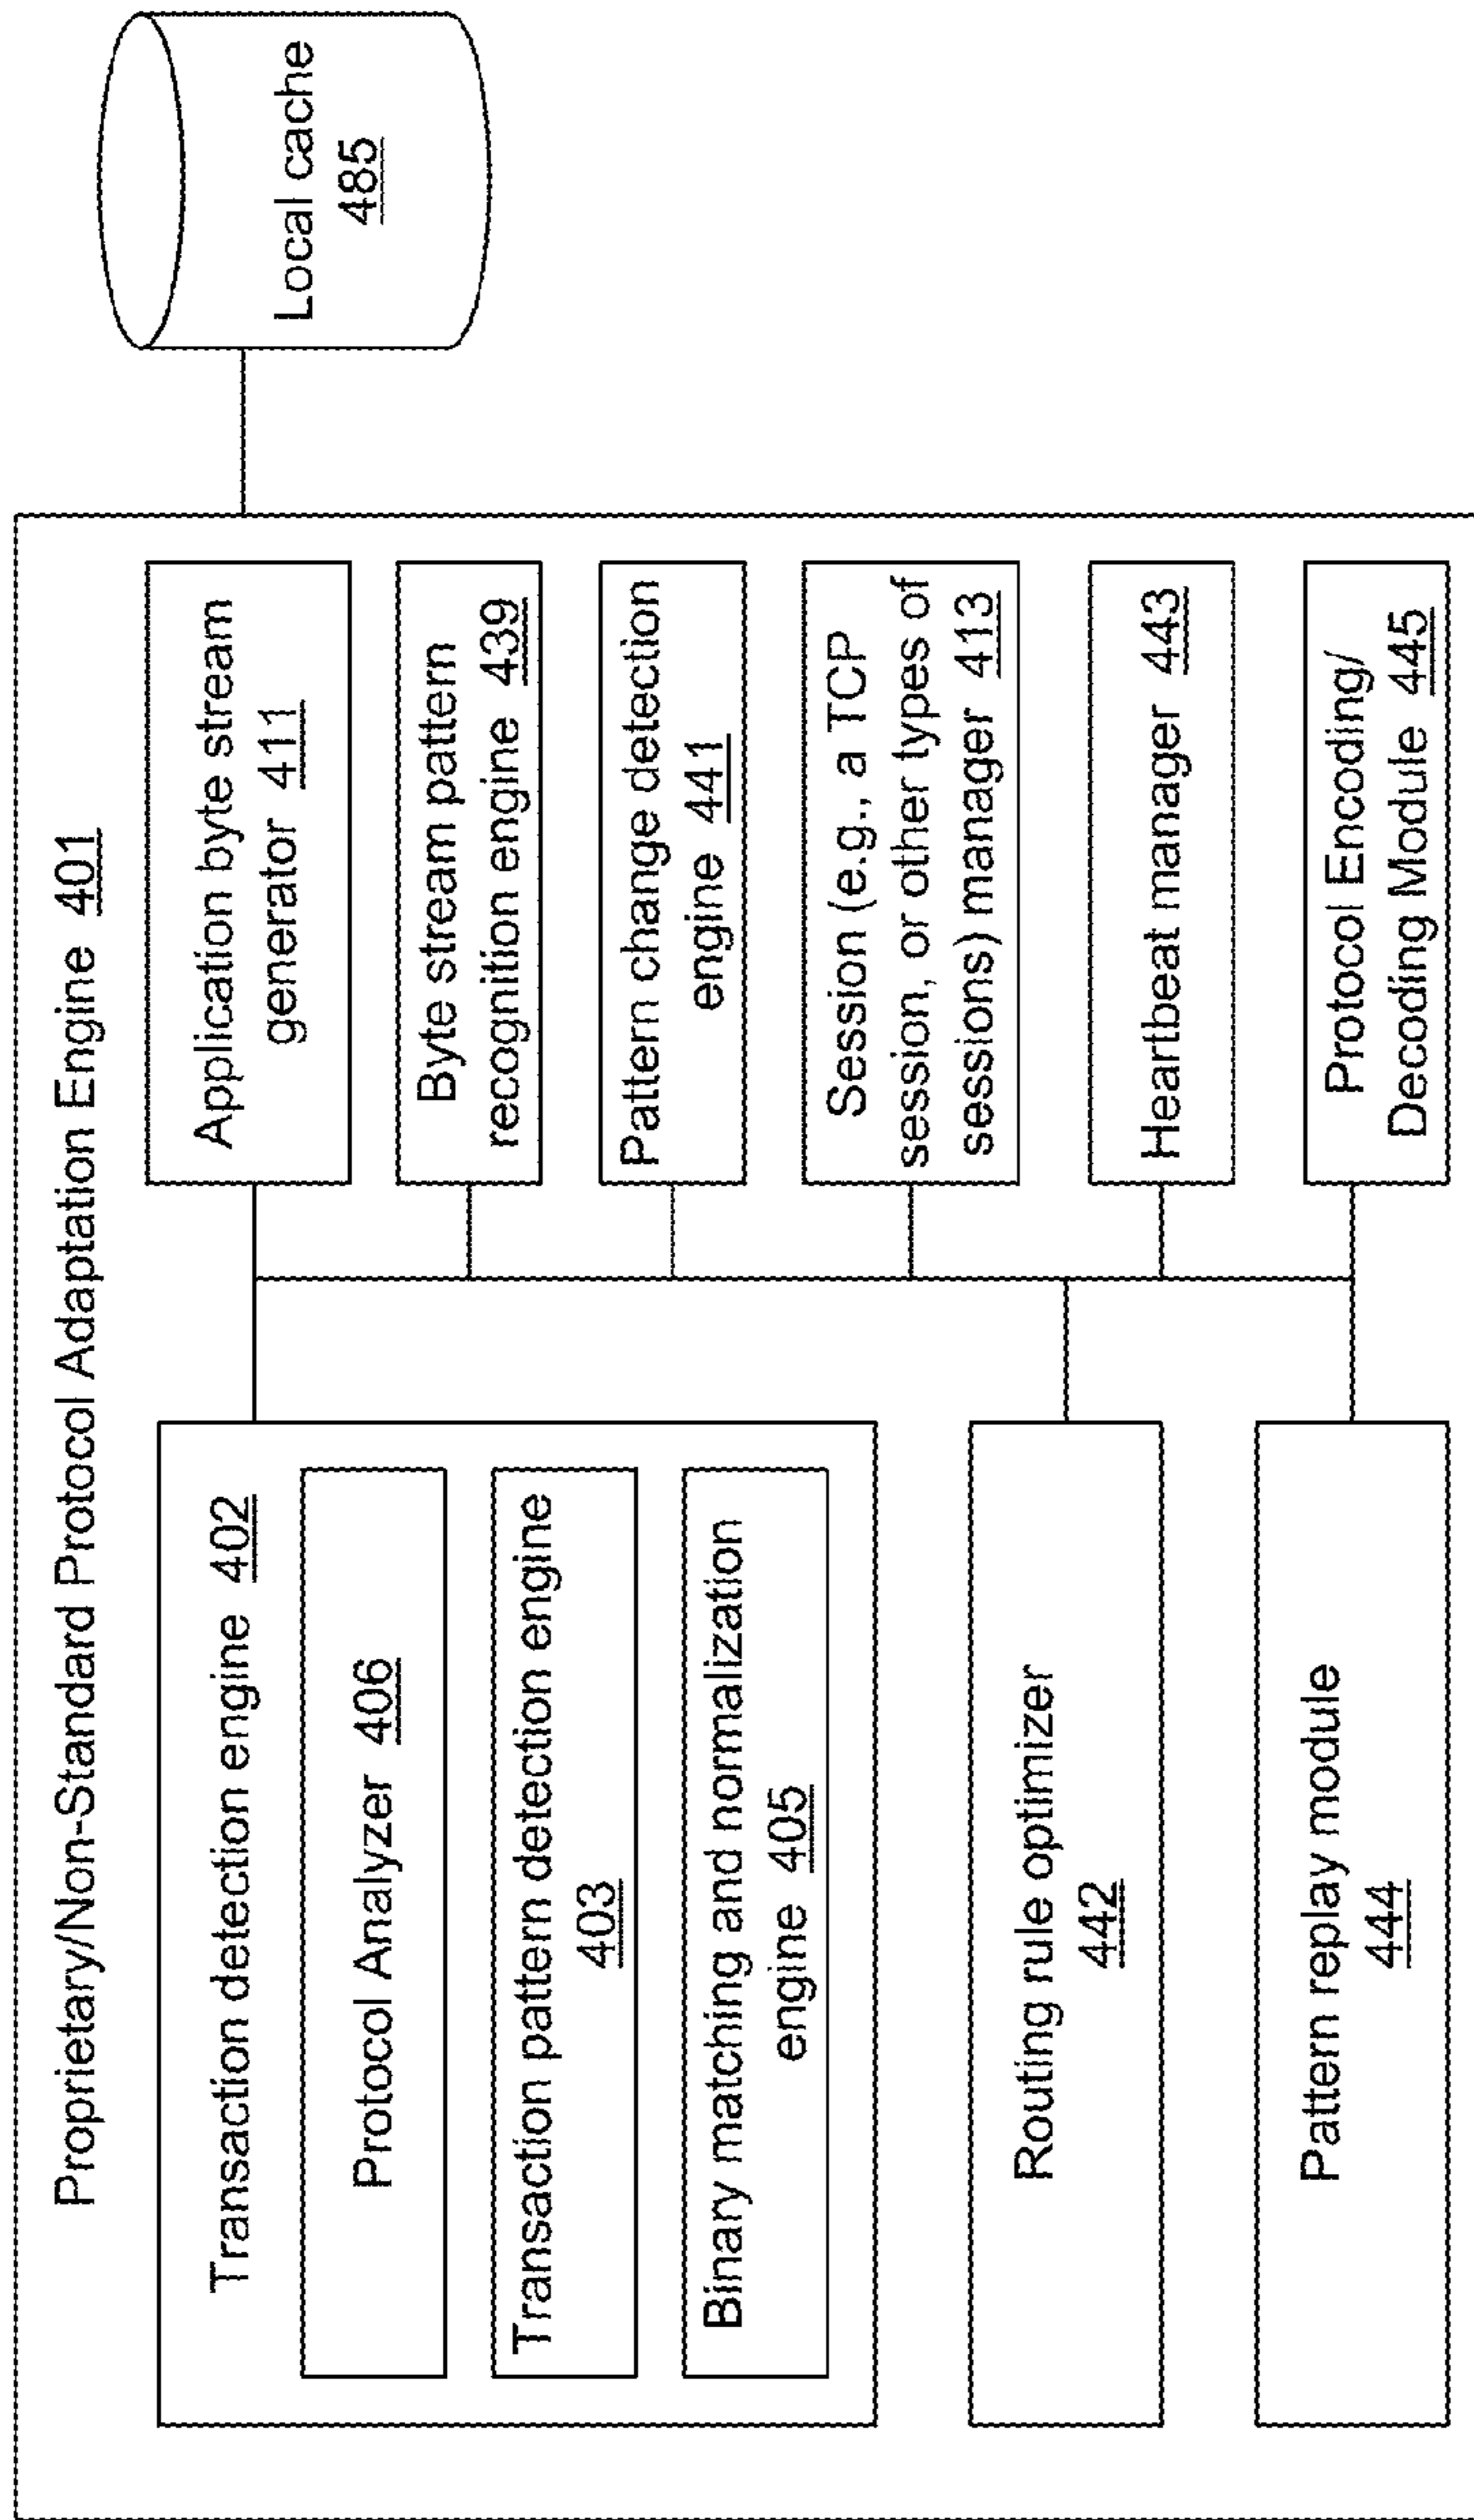 Proprietary/Non-Standard Protocol Adaptation Engine 401
Transaction detection engine 402
Protocol Analyzer 406
Transaction pattern detection engine
403
Binary matching and normalization
engine 405
Routing rule optimizer
442
Pattern replay module
444
Application byte stream
generator 411
Byte stream pattern
recognition engine 439
Pattern change detection
engine 441
Session (e.g., a TCP
session, or other types of
sessions) manager 413
Heartbeat manager 443
Protocol Encoding/
Decoding Module 445
Local cache
485